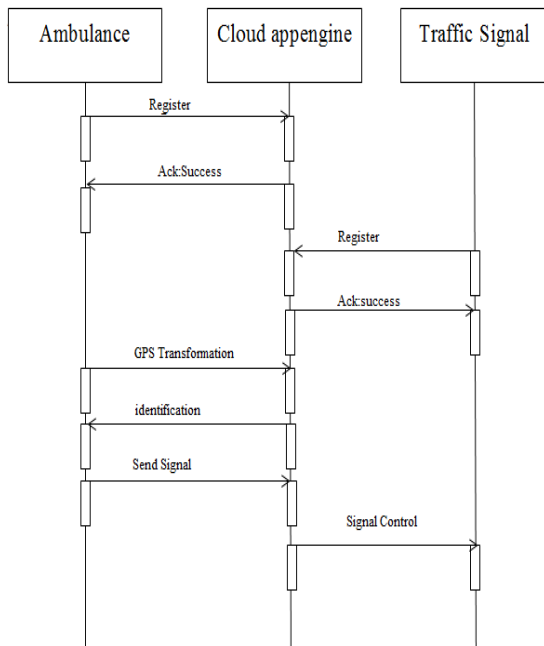 Ambulance
Cloud appengine
Traffic Signal
Register
Ack:Success
Register
Ack:success
GPS Transformation
identification
Send Signal
Signal Control